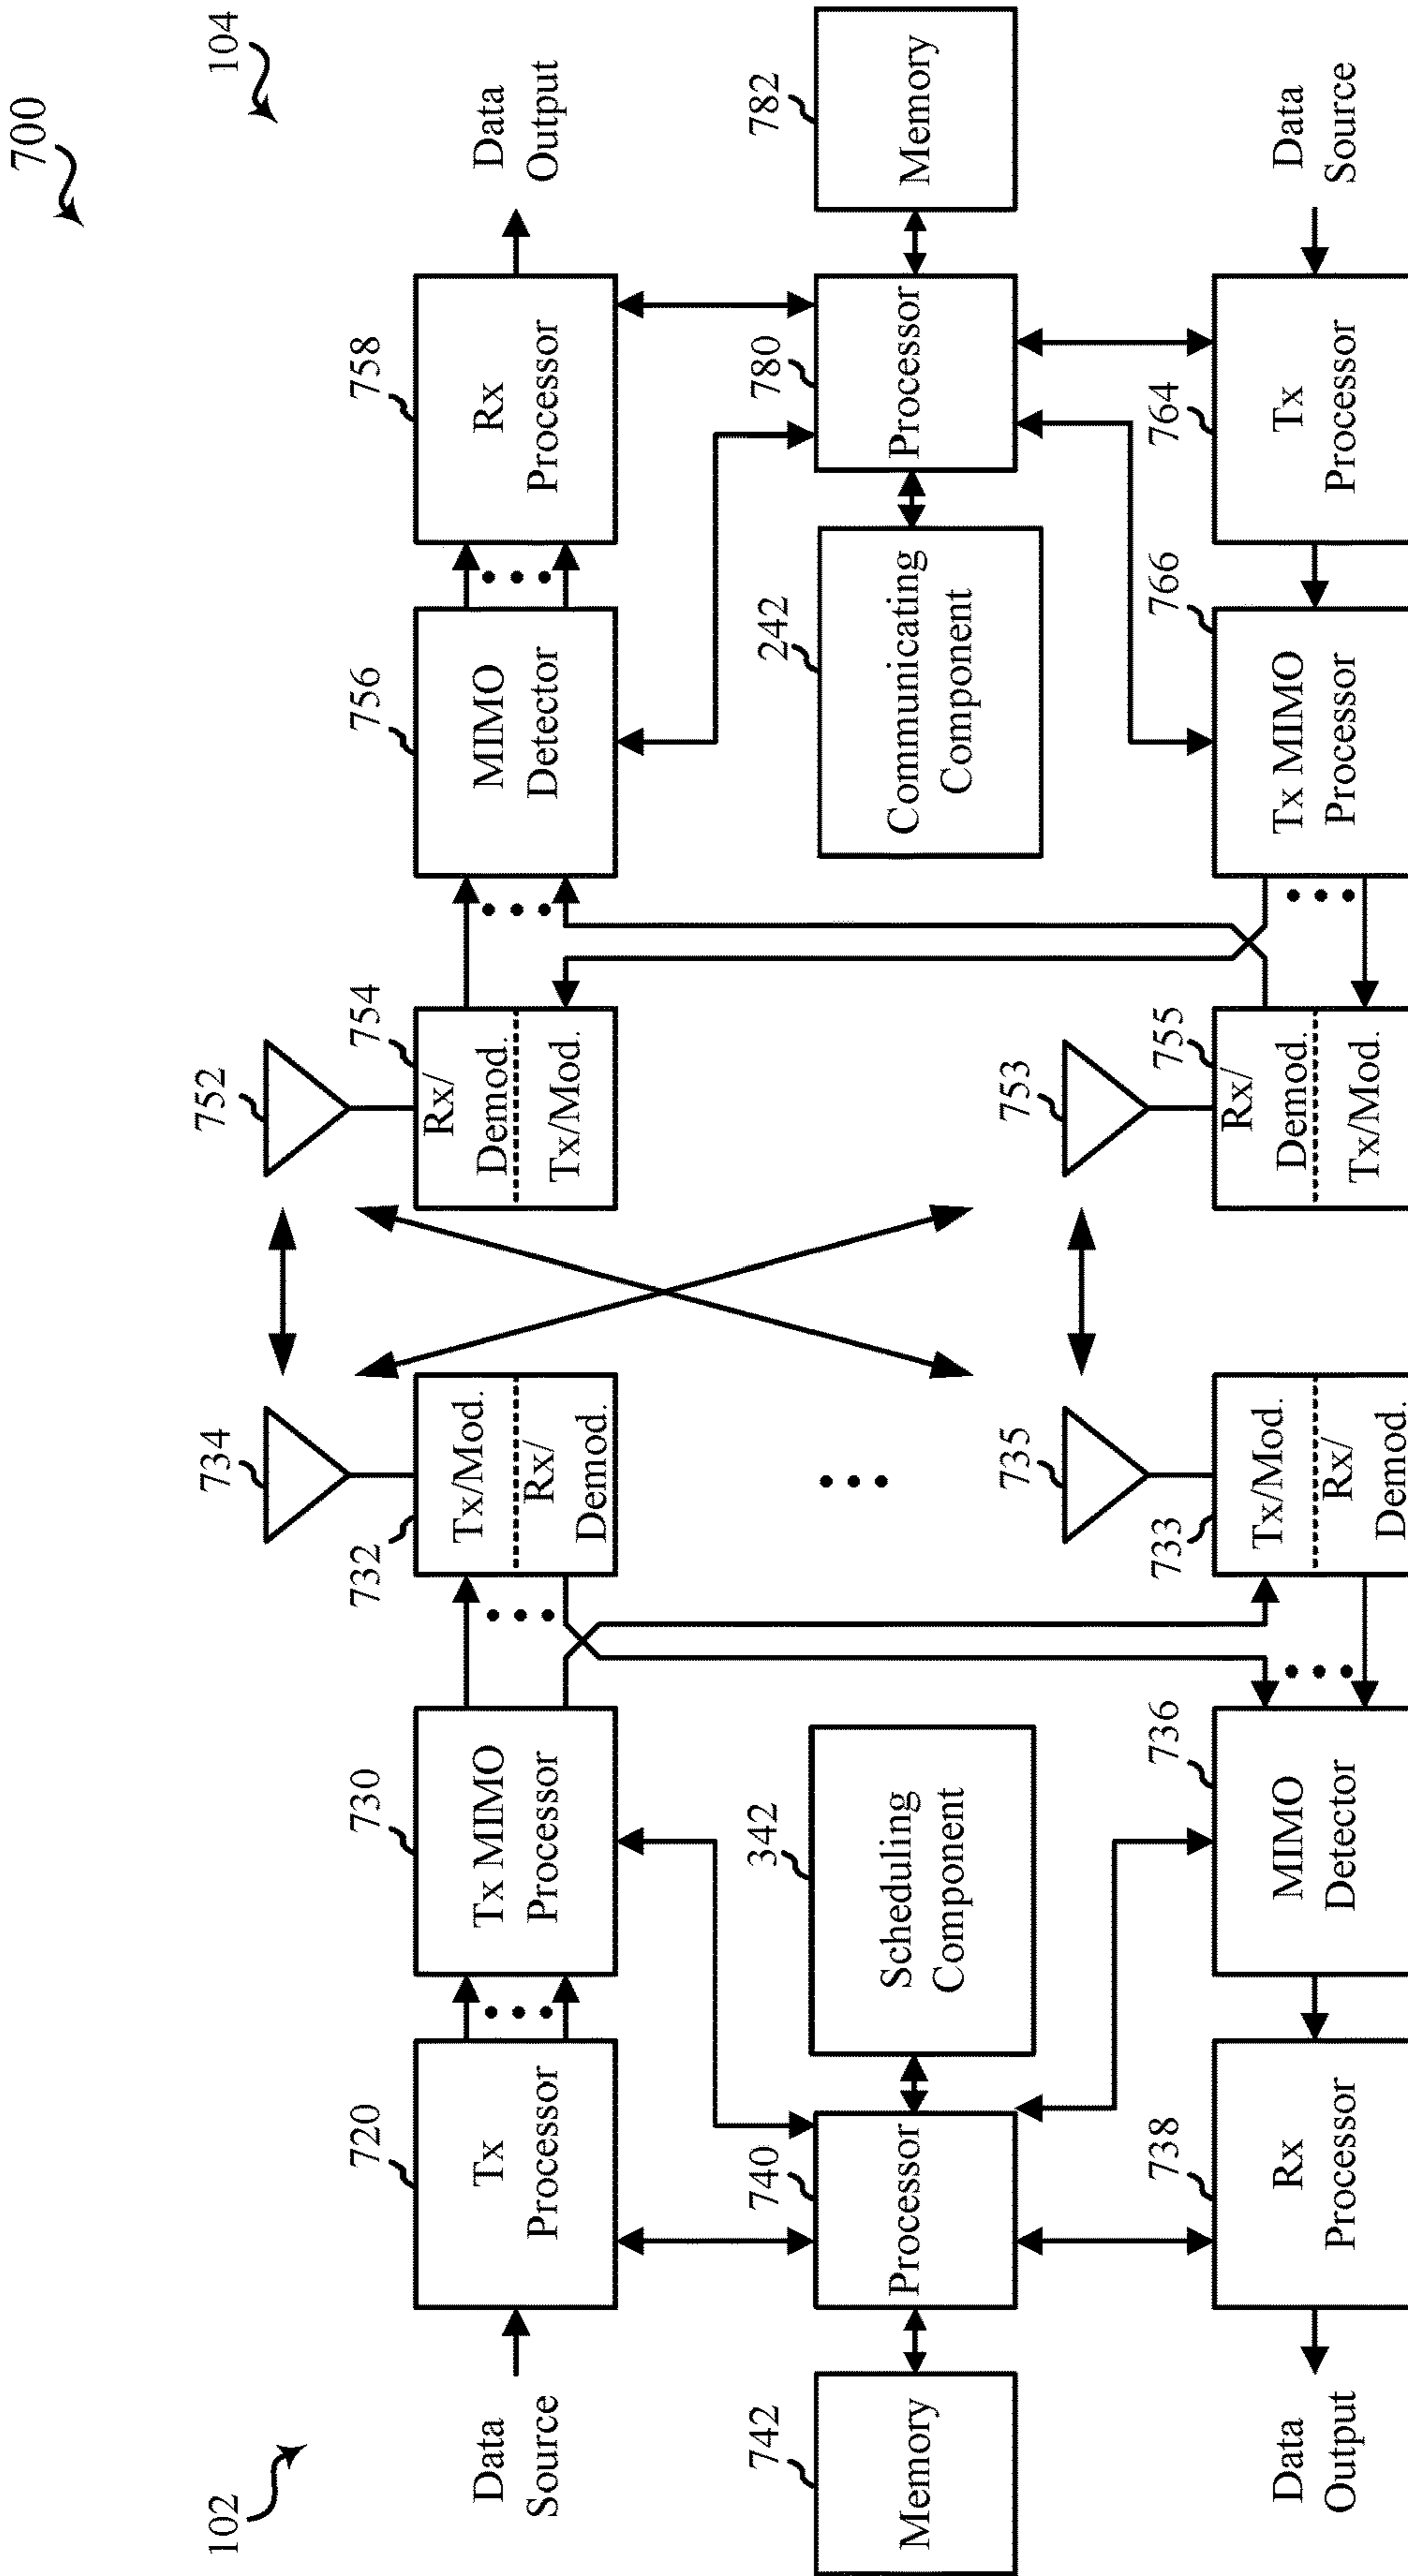 700
102
104
734
752
720
730
732
754
756
758
Data
Source
Tx
Processor
Tx MIMO
Processor
Tx/Mod.
Rx/
Demod.
Rx/
Demod.
Tx/Mod.
MIMO
Detector
Rx
Processor
Data
Output
742
740
342
242
780
782
Memory
Processor
Scheduling
Component
Communicating
Component
Processor
Memory
735
753
738
736
733
755
766
764
Data
Output
Rx
Processor
MIMO
Detector
Tx/Mod.
Rx/
Demod.
Rx/
Demod.
Tx/Mod.
Tx MIMO
Processor
Tx
Processor
Data
Source